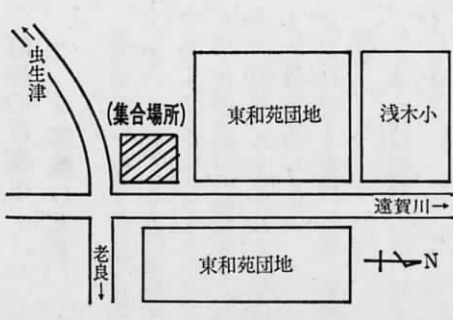 虫生津
(集合場所)
東和苑団地
浅木小
遠賀川→
老良
東和苑団地
N